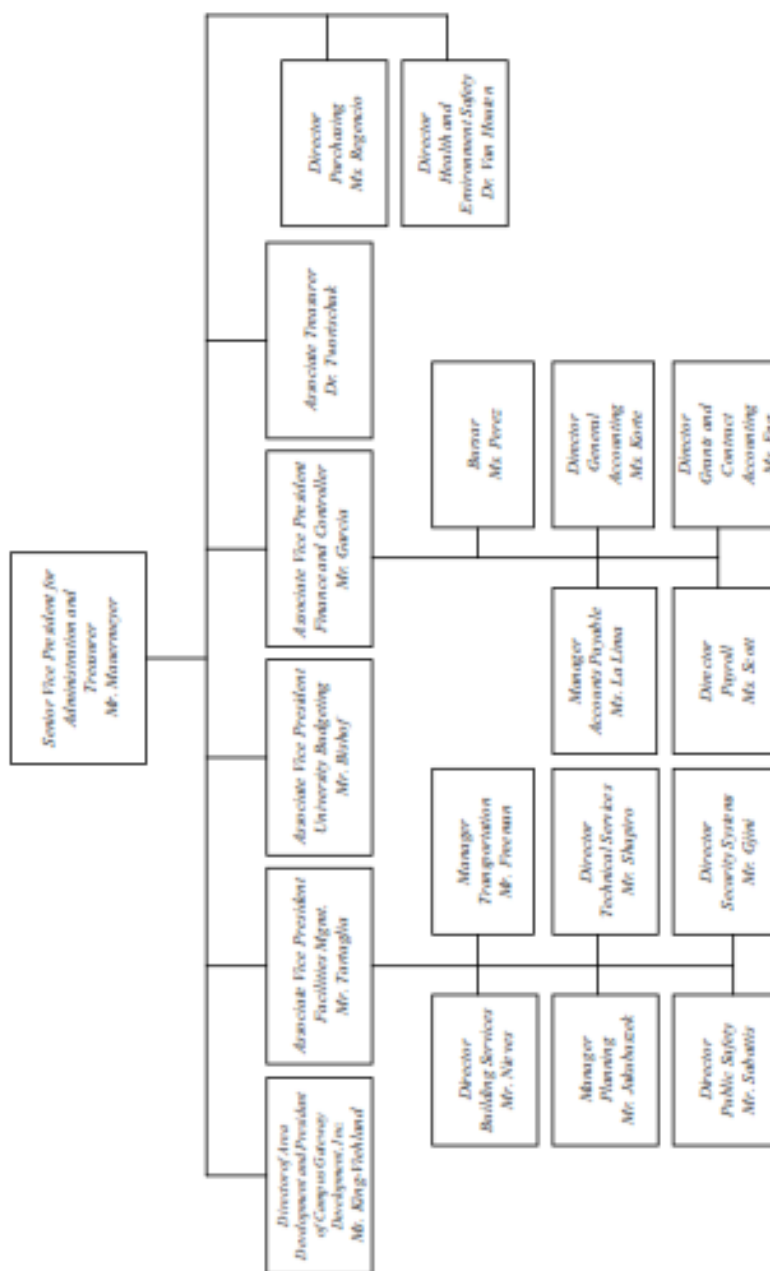 Senior Vice President for
Administration and
Treasurer
Mr. Mauermeyer
Director of Area
Development and President
of Campus Gateway
Development, Inc.
Ms. King-Viehland
Associate Vice President
Facilities Mgmt.
Mr. Tartaglia
Associate Vice President
University Budgeting
Mr. Bishof
Associate Vice President
Finance and Controller
Mr. Garcia
Associate Treasurer
Dr.
Director
Purchasing
Ms. Regencio
Director
Health and
Environment Safety
Dr. Van Houten
Director
Building Services
Mr. Nieves
Manager
Transportation
Mr. Freeman
Manager
Planning
Mr.
Director
Technical Services
Mr. Shapiro
Director
Public Safety
Mr. Sabattis
Director
Security Systems
Mr. Gjini
Bursar
Ms. Perez
Manager
Accounts Payable
Ms. La Lima
Director
General
Accounting
Ms. Korte
Director
Payroll
Ms. Scott
Director
Grants and
Contract
Accounting